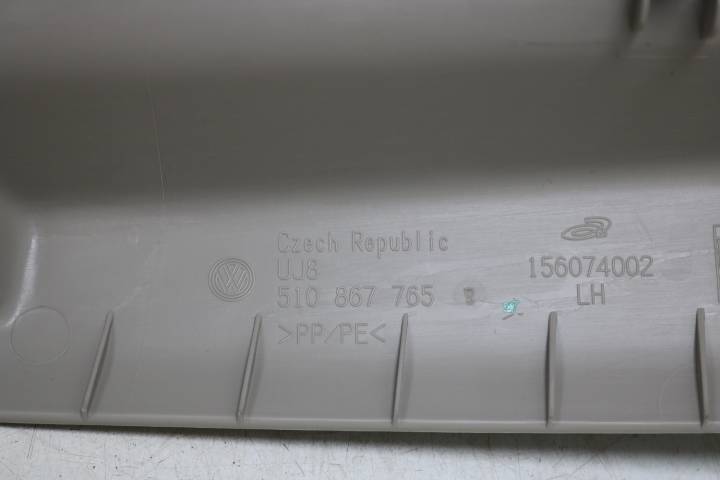 Czech Republic
UJ8
510 867 765
>PP/PE<
156074002
LH